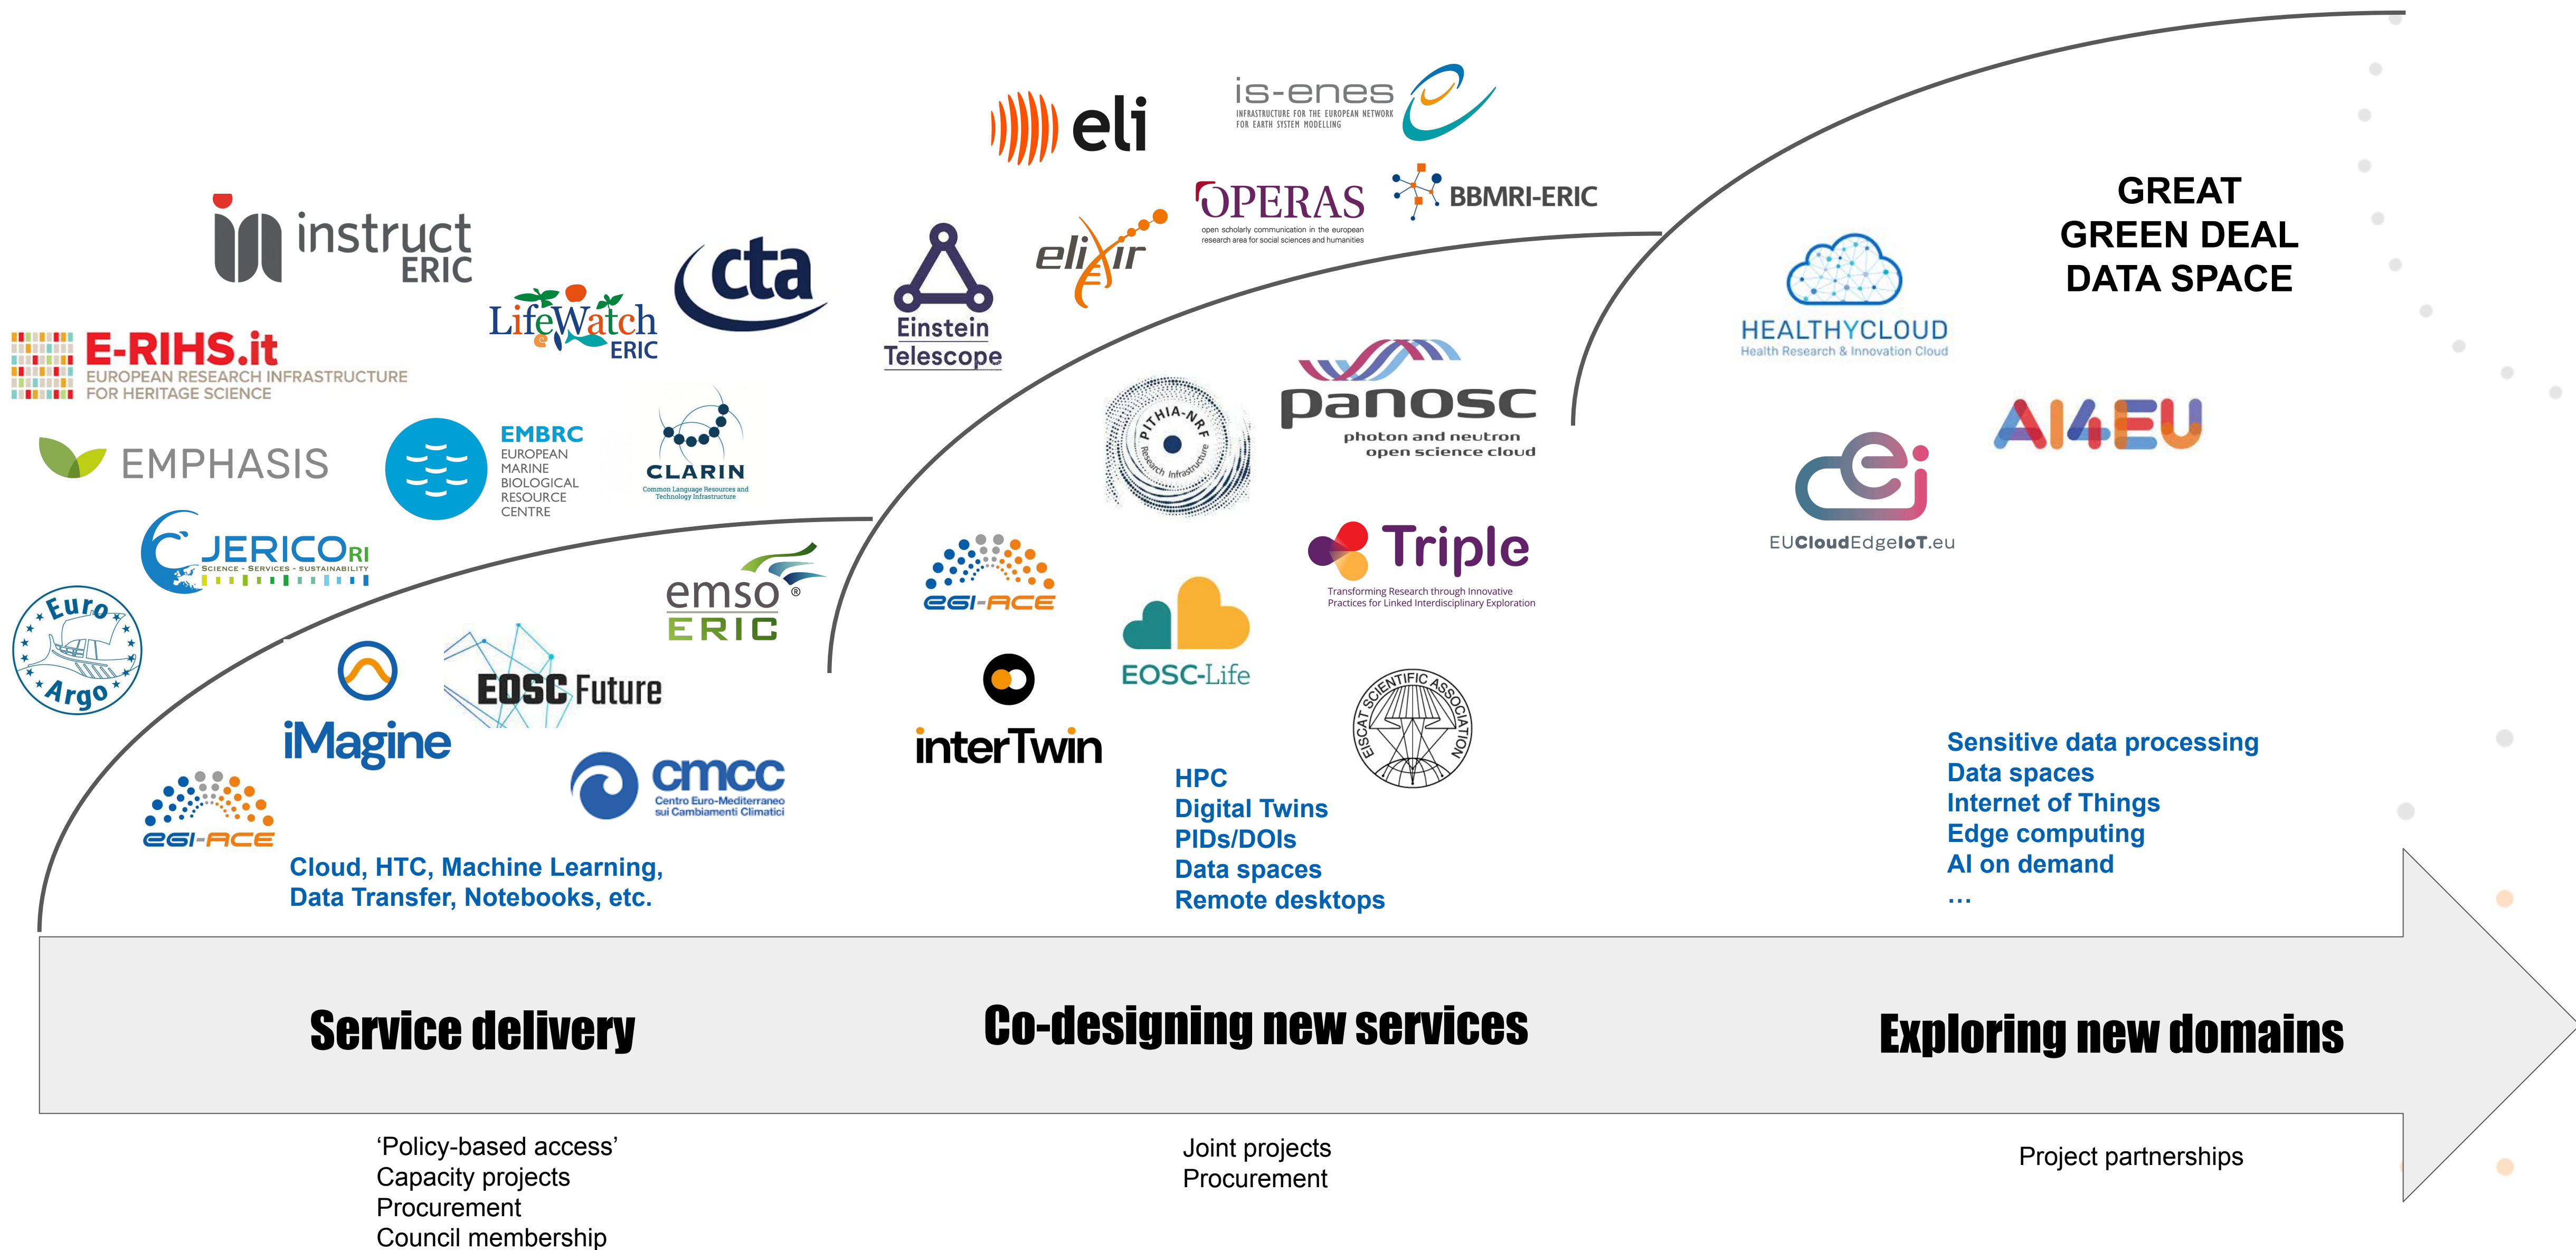 eli
is-enes
INFRASTRUCTURE FOR THE EUROPEAN NETWORK
FOR EARTH SYSTEM MODELLING
OPERAS
open scholarly communication in the european
research area for social sciences and humanities
BBMRI-ERIC
instruct
ERIC
LifeWatch
ERIC
cta
Einstein
Telescope
elixir
E-RIHS.it
EUROPEAN RESEARCH INFRASTRUCTURE
FOR HERITAGE SCIENCE
EMPHASIS
EMBRC
EUROPEAN
MARINE
BIOLOGICAL
RESOURCE
CENTRE
CLARIN
Common Language Resources and
Technology Infrastructure
JERICO RI
SCIENCE - SERVICES - SUSTAINABILITY
Euro
Argo
emso ®
ERIC
iMagine
EOSC Future
cmcc
Centro Euro-Mediterraneo
sui Cambiamenti Climatici
EGI-ACE
Cloud, HTC, Machine Learning,
Data Transfer, Notebooks, etc.
PITHIA-NRF
Research Infrastructure
panosc
photon and neutron
open science cloud
EGI-ACE
Triple
Transforming Research through Innovative
Practices for Linked Interdisciplinary Exploration
EOSC-Life
interTwin
EISCAT SCIENTIFIC ASSOCIATION
HPC
Digital Twins
PIDs/DOIs
Data spaces
Remote desktops
GREAT
GREEN DEAL
DATA SPACE
HEALTHYCLOUD
Health Research & Innovation Cloud
AI4EU
EUCloudEdgeIoT.eu
Sensitive data processing
Data spaces
Internet of Things
Edge computing
AI on demand
…
Service delivery
Co-designing new services
Exploring new domains
‘Policy-based access’
Capacity projects
Procurement
Council membership
Joint projects
Procurement
Project partnerships